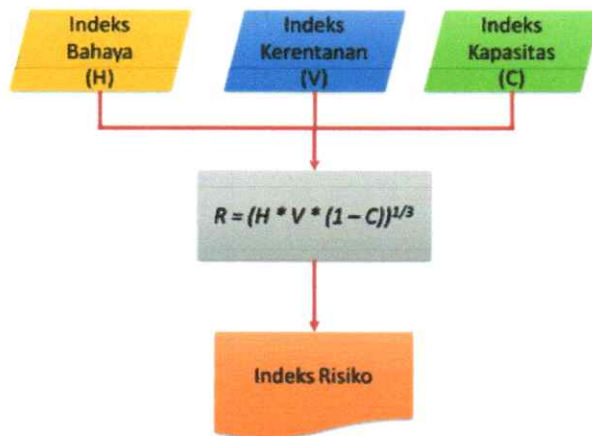 Indeks
Bahaya
(H)
Indeks
Kerentanan
(V)
Indeks
Kapasitas
(C)
R = (H * V * (1 – C))^1/3
Indeks Risiko